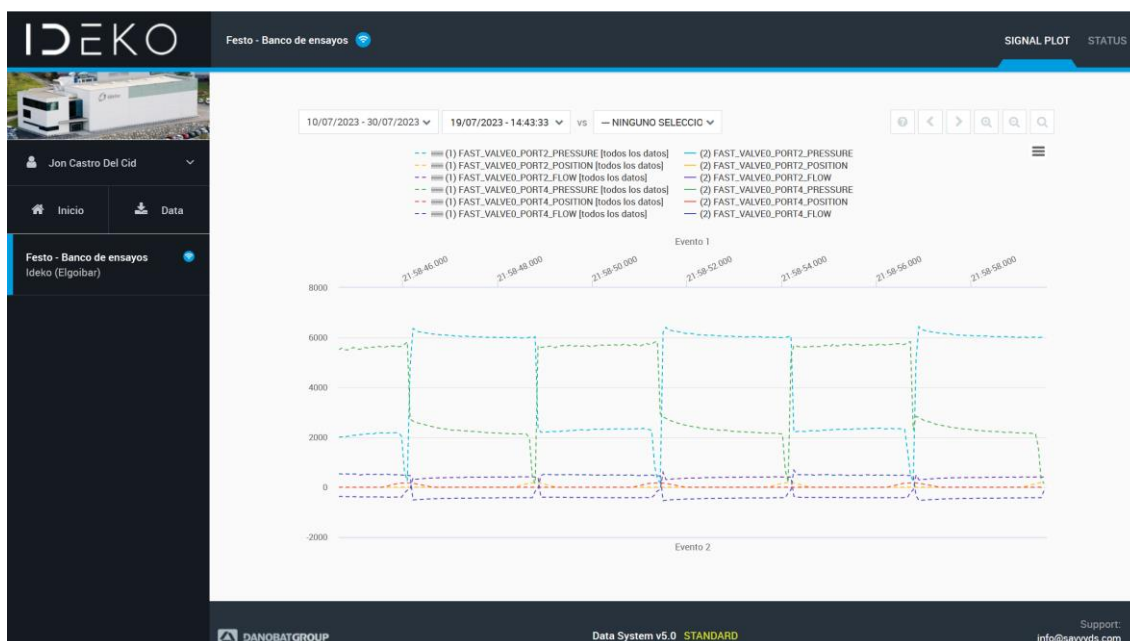 IDEKO
Festo - Banco de ensayos
SIGNAL PLOT
STATUS
Jon Castro Del Cid
Inicio
Data
Festo - Banco de ensayos
Ideko (Elgoibar)
10/07/2023 - 30/07/2023
19/07/2023 - 14:43:33
vs
— NINGUNO SELECCIO
(1) FAST_VALVE0_PORT2_PRESSURE [todos los datos]
(1) FAST_VALVE0_PORT2_POSITION [todos los datos]
(1) FAST_VALVE0_PORT2_FLOW [todos los datos]
(1) FAST_VALVE0_PORT4_PRESSURE [todos los datos]
(1) FAST_VALVE0_PORT4_POSITION [todos los datos]
(1) FAST_VALVE0_PORT4_FLOW [todos los datos]
(2) FAST_VALVE0_PORT2_PRESSURE
(2) FAST_VALVE0_PORT2_POSITION
(2) FAST_VALVE0_PORT2_FLOW
(2) FAST_VALVE0_PORT4_PRESSURE
(2) FAST_VALVE0_PORT4_POSITION
(2) FAST_VALVE0_PORT4_FLOW
Evento 1
21:58:46.000
21:58:48.000
21:58:50.000
21:58:52.000
21:58:54.000
21:58:56.000
21:58:58.000
8000
6000
4000
2000
0
-2000
Evento 2
DANOBATGROUP
Data System v5.0 STANDARD
Support:
info@savvyds.com